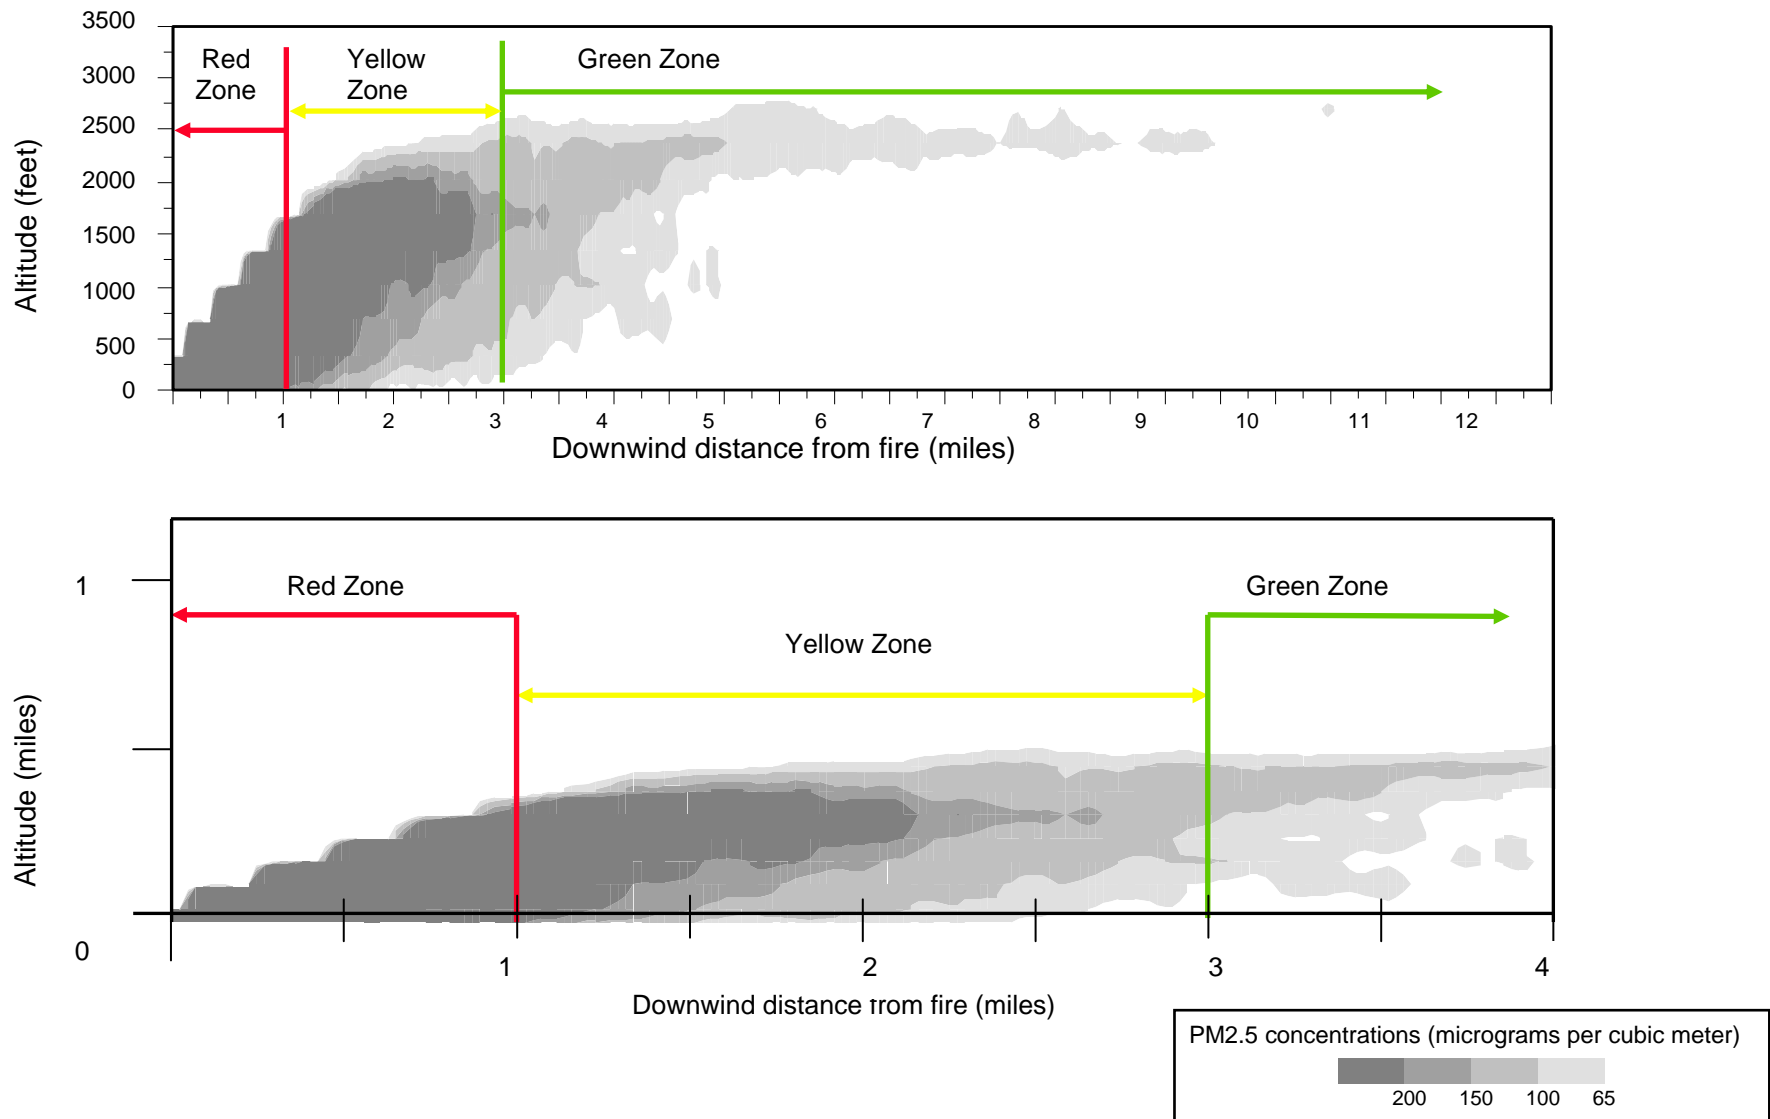 3500
3000
2500
2000
1500
1000
500
0
Altitude (feet)
Red
Zone
Yellow
Zone
Green Zone
1 2 3 4 5 6 7 8 9 10 11 12
Downwind distance from fire (miles)
1
0
Altitude (miles)
Red Zone
Yellow Zone
Green Zone
1 2 3 4
Downwind distance from fire (miles)
PM2.5 concentrations (micrograms per cubic meter)
200 150 100 65